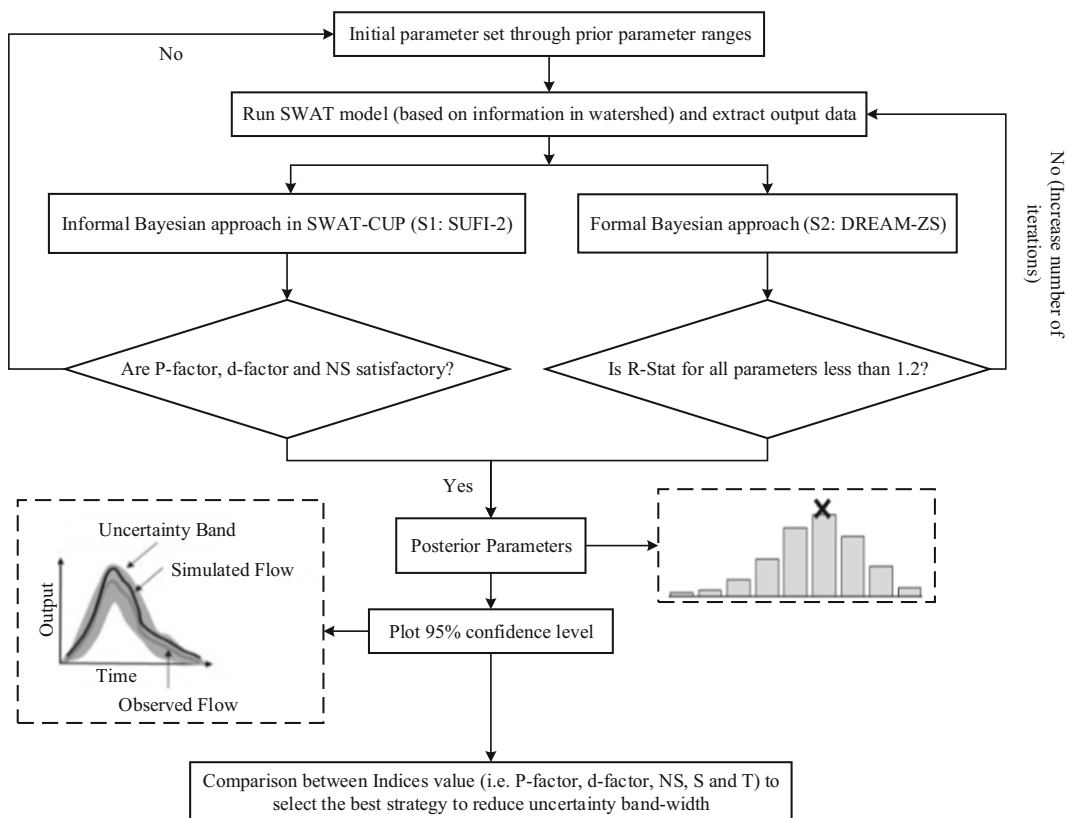 Initial parameter set through prior parameter ranges
No
Run SWAT model (based on information in watershed) and extract output data
Informal Bayesian approach in SWAT-CUP (S1: SUFI-2)
Formal Bayesian approach (S2: DREAM-ZS)
No (Increase number of
iterations)
Are P-factor, d-factor and NS satisfactory?
Is R-Stat for all parameters less than 1.2?
Yes
Posterior Parameters
Uncertainty Band
Simulated Flow
Output
Time
Observed Flow
Plot 95% confidence level
Comparison between Indices value (i.e. P-factor, d-factor, NS, S and T) to
select the best strategy to reduce uncertainty band-width